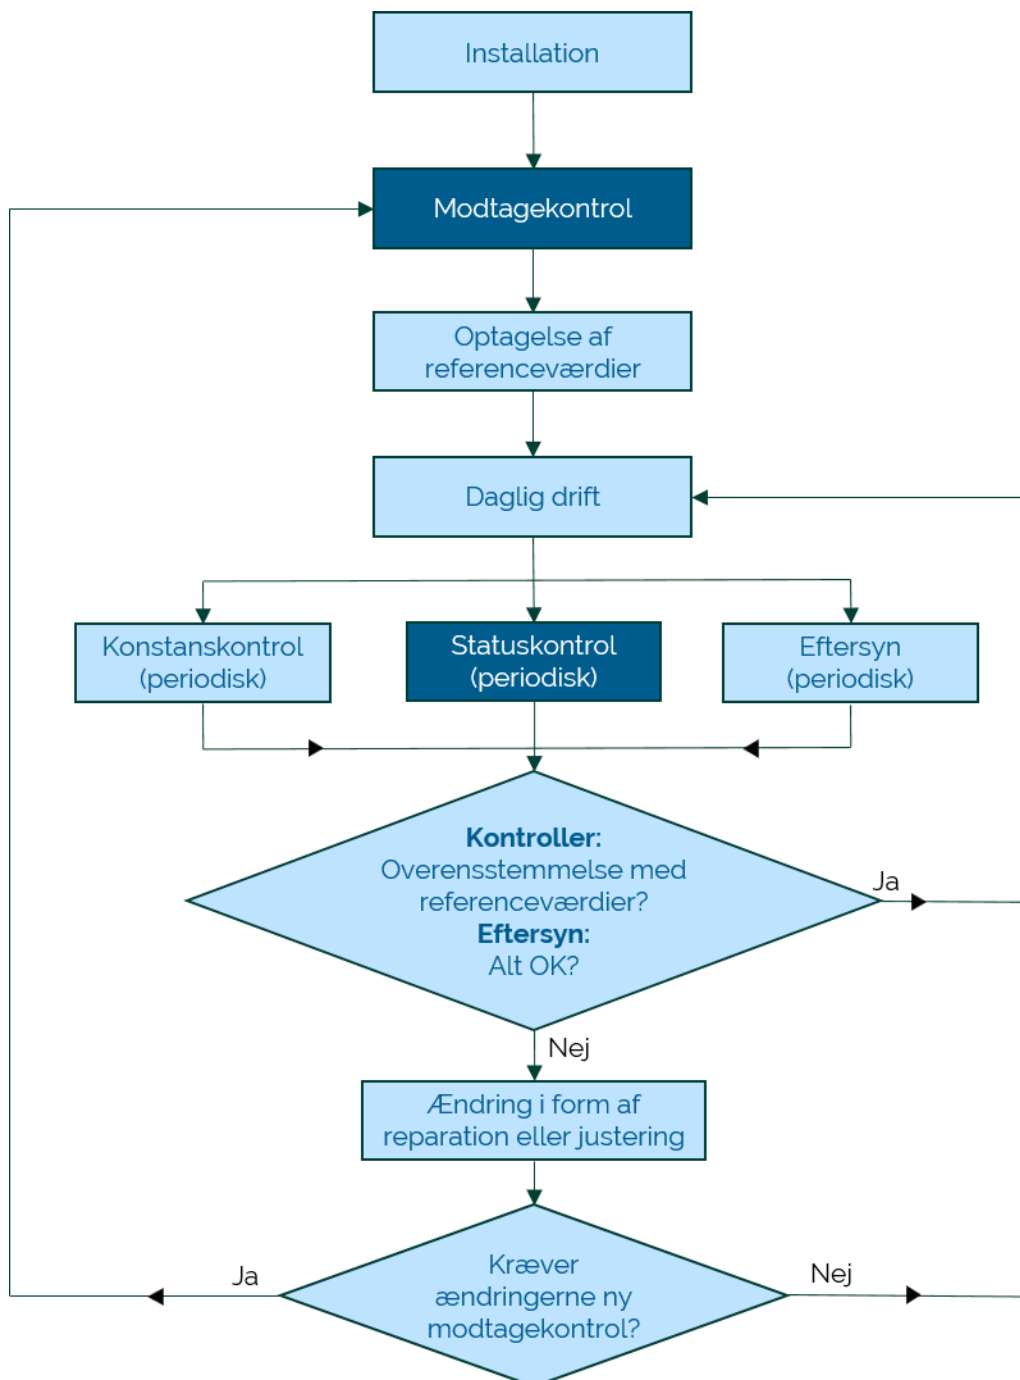 Installation
Modtagekontrol
Optagelse af
referenceværdier
Daglig drift
Konstanskontrol
(periodisk)
Statuskontrol
(periodisk)
Eftersyn
(periodisk)
Kontroller:
Overensstemmelse med
referenceværdier?
Eftersyn:
Alt OK?
Ja
Nej
Ændring i form af
reparation eller justering
Kræver
ændringerne ny
modtagekontrol?
Ja
Nej